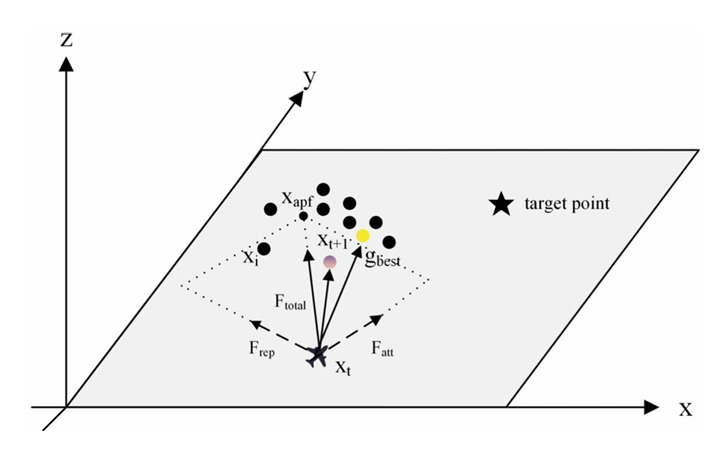 z
y
x_apf
target point
x_t+1
x_i
g_best
F_total
F_rep
F_att
x_t
x